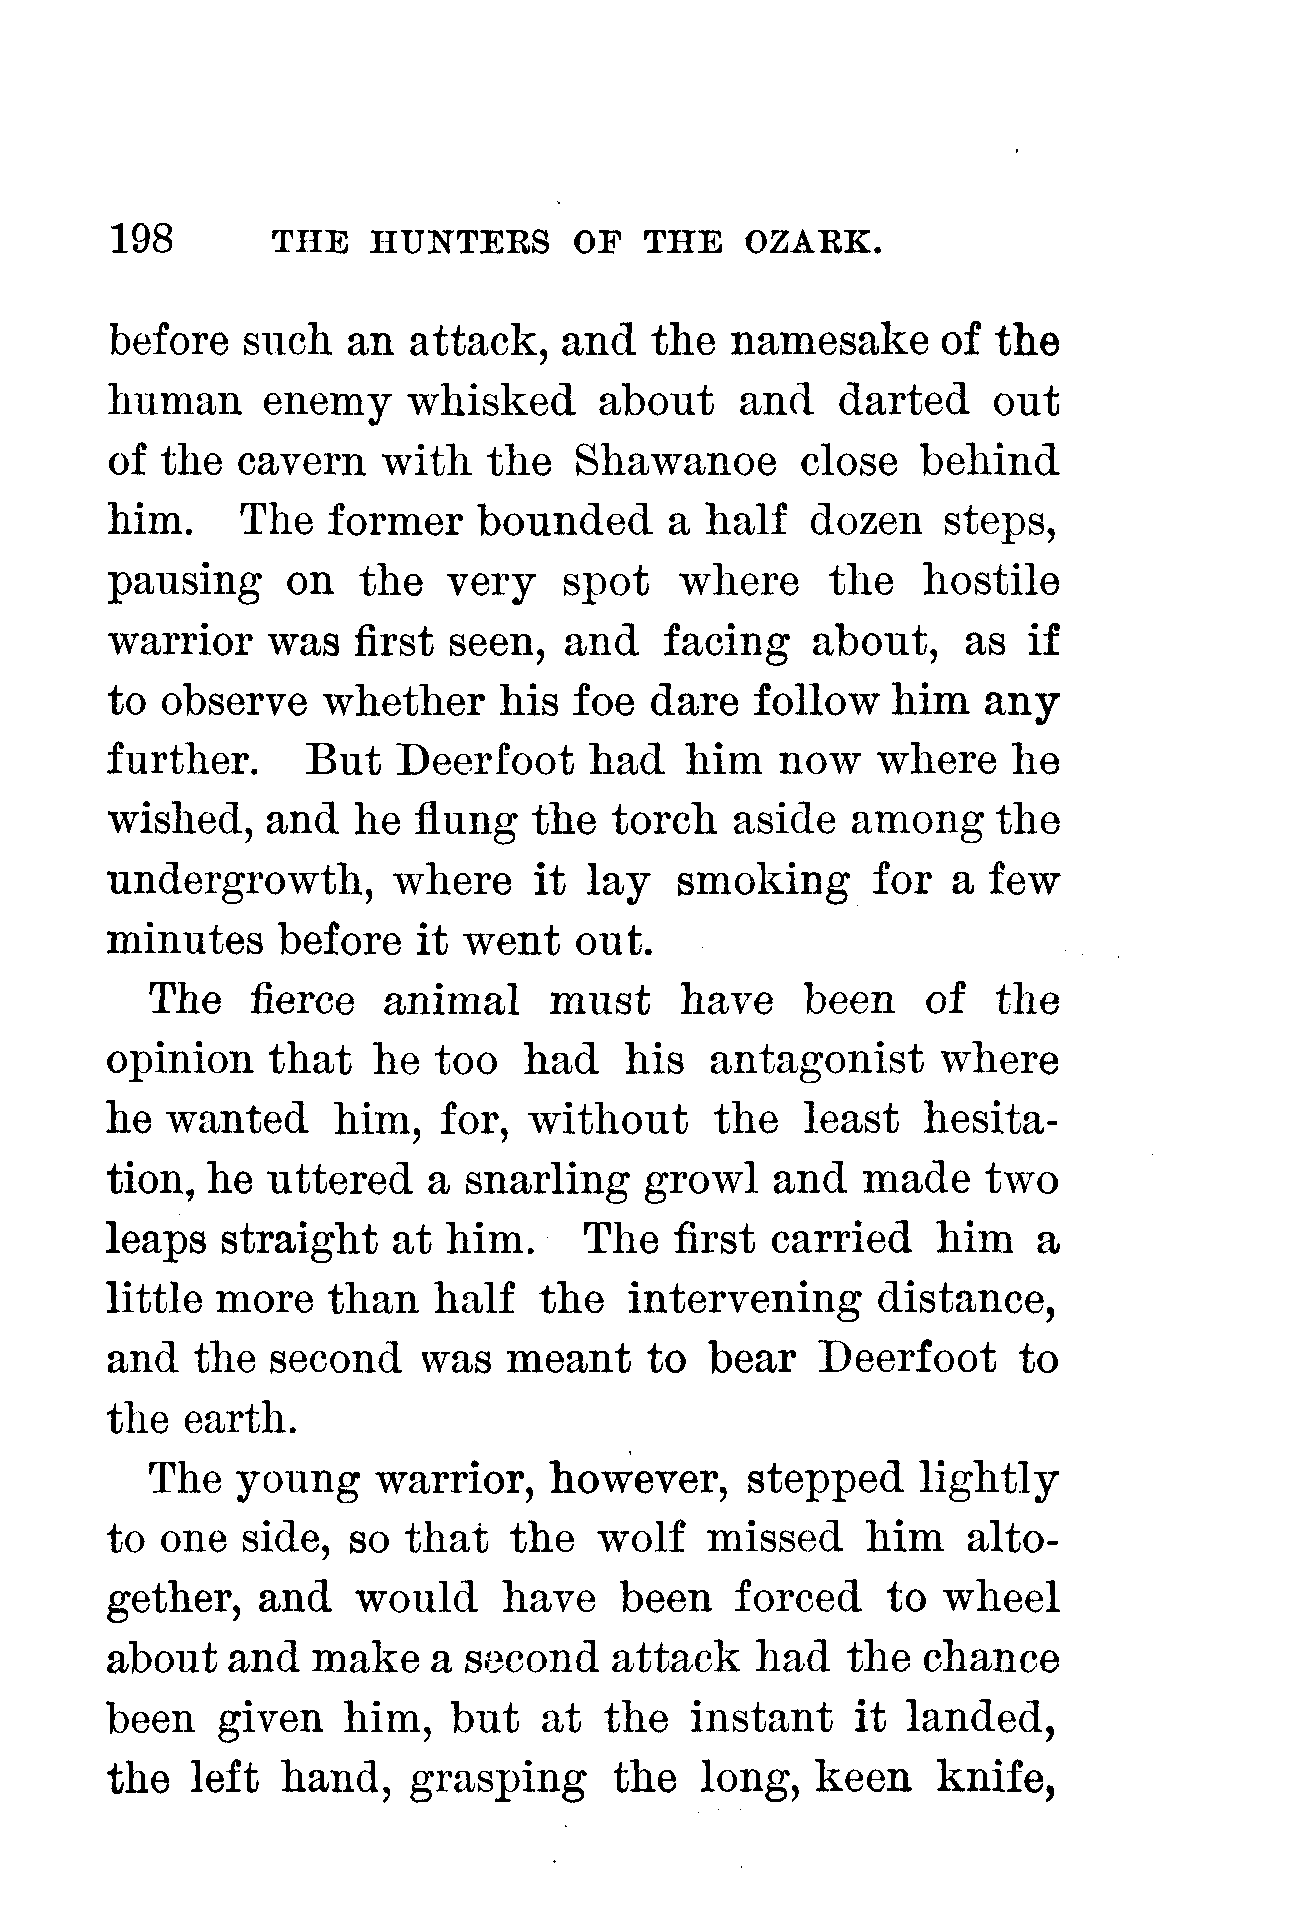 198 THE HUNTERS OF THE OZARK.
before such an attack, and the namesake of the
human enemy whisked about and darted out
of the cavern with the Shawanoe close behind
him. The former bounded a half dozen steps,
pausing on the very spot where the hostile
warrior was first seen, and facing about, as if
to observe whether his foe dare follow him any
further. But Deerfoot had him now where he
wished, and he flung the torch aside among the
undergrowth, where it lay smoking for a few
minutes before it went out.
The fierce animal must have been of the
opinion that he too had his antagonist where
he wanted him, for, without the least hesita-
tion, he uttered a snarling growl and made two
leaps straight at him. The first carried him a
little more than half the intervening distance,
and the second was meant to bear Deerfoot to
the earth.
The young warrior, however, stepped lightly
to one side, so that the wolf missed him alto-
gether, and would have been forced to wheel
about and make a second attack had the chance
been given him, but at the instant it landed,
the left hand, grasping the long, keen knife,